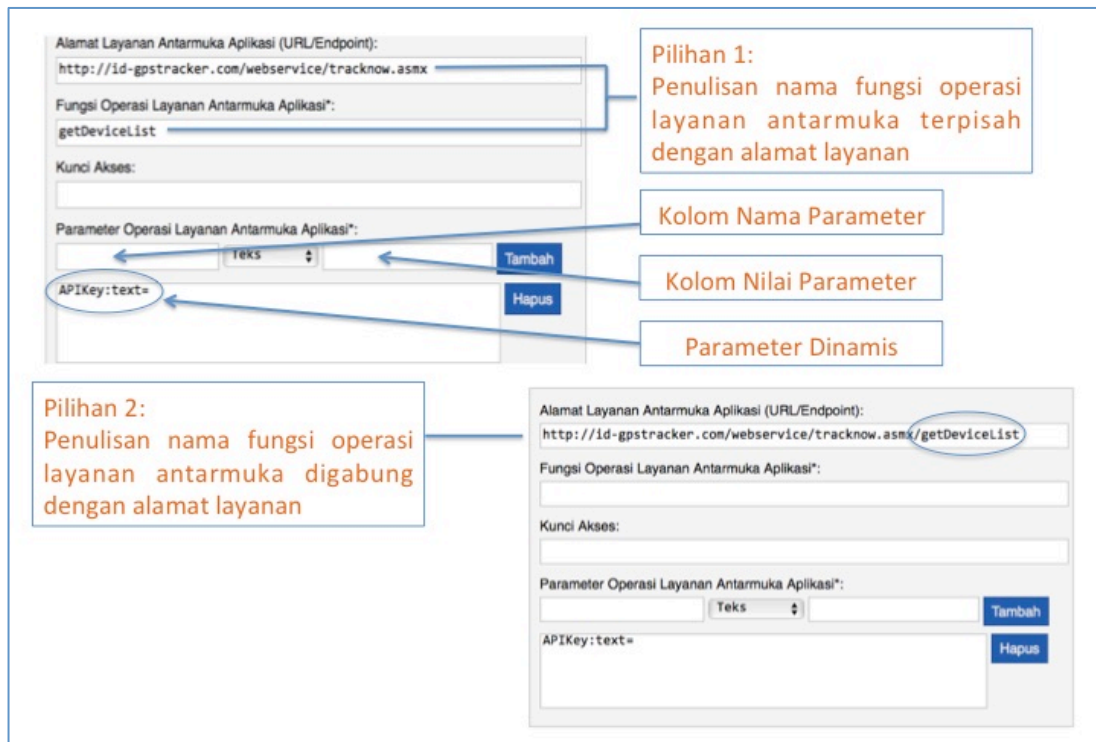 Alamat Layanan Antarmuka Aplikasi (URL/Endpoint):
http://id-gpstracker.com/webservice/tracknow.asmx
Fungsi Operasi Layanan Antarmuka Aplikasi*:
getDeviceList
Kunci Akses:
Parameter Operasi Layanan Antarmuka Aplikasi*:
Teks
Tambah
APIKey:text=
Hapus
Pilihan 1:
Penulisan nama fungsi operasi
layanan antarmuka terpisah
dengan alamat layanan
Kolom Nama Parameter
Kolom Nilai Parameter
Parameter Dinamis
Pilihan 2:
Penulisan nama fungsi operasi
layanan antarmuka digabung
dengan alamat layanan
Alamat Layanan Antarmuka Aplikasi (URL/Endpoint):
http://id-gpstracker.com/webservice/tracknow.asmx/getDeviceList
Fungsi Operasi Layanan Antarmuka Aplikasi*:
Kunci Akses:
Parameter Operasi Layanan Antarmuka Aplikasi*:
Teks
Tambah
APIKey:text=
Hapus